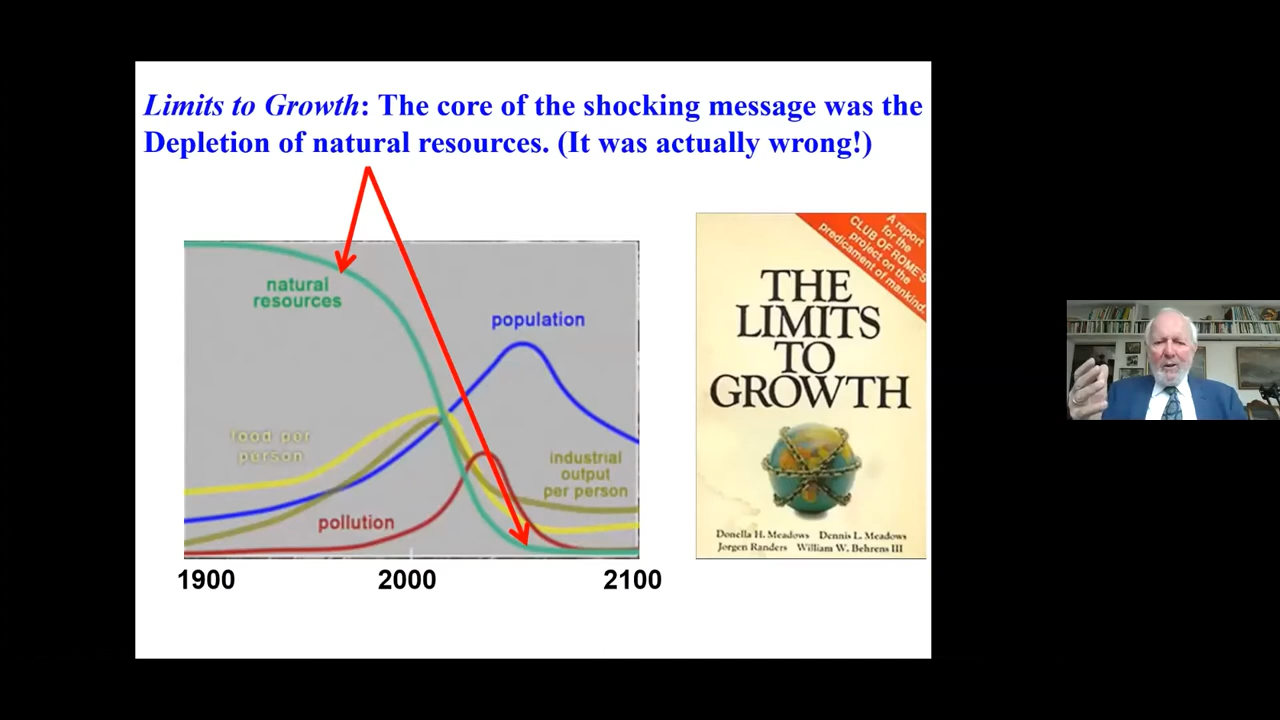 Limits to Growth: The core of the shocking message was the
Depletion of natural resources. (It was actually wrong!)
natural
resources
population
food per
person
industrial
output
per person
pollution
1900
2000
2100
A report
for the
CLUB OF ROME'S
project on the
predicament of mankind.
THE
LIMITS
TO
GROWTH
Donella H. Meadows Dennis L. Meadows
Jorgen Randers William W. Behrens III